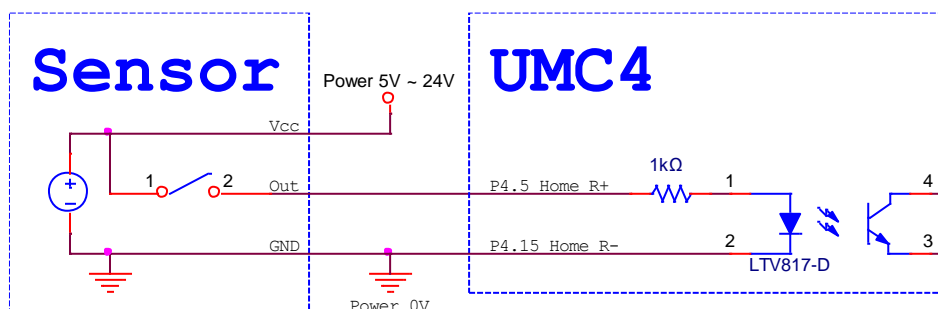 Sensor
UMC4
Power 5V ~ 24V
Vcc
1
2
Out
P4.5 Home R+
1kΩ
1
4
+
−
GND
P4.15 Home R-
2
3
LTV817-D
Power 0V